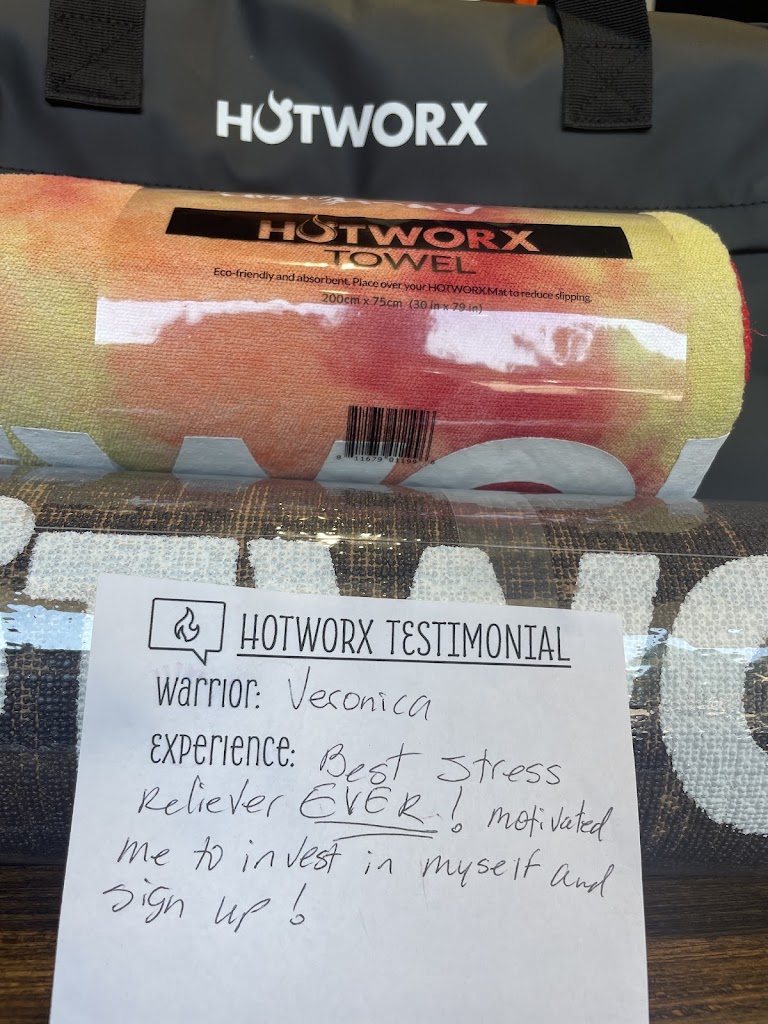 HOTWORX
HOTWORX
TOWEL
Eco-friendly and absorbent. Place over your HOTWORX Mat to reduce slipping.
200cm x 75cm (30 in x 79 in)
HOTWORX TESTIMONIAL
Warrior: Veronica
Experience: Best stress
Reliever EVER! motivated
me to invest in myself and
sign up!